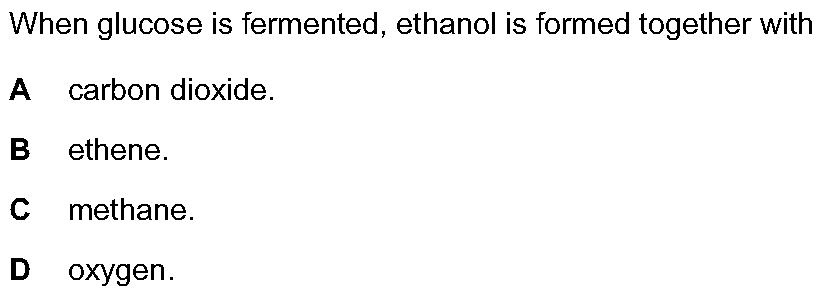 When glucose is fermented, ethanol is formed together with
A carbon dioxide.
B ethene.
C methane.
D oxygen.